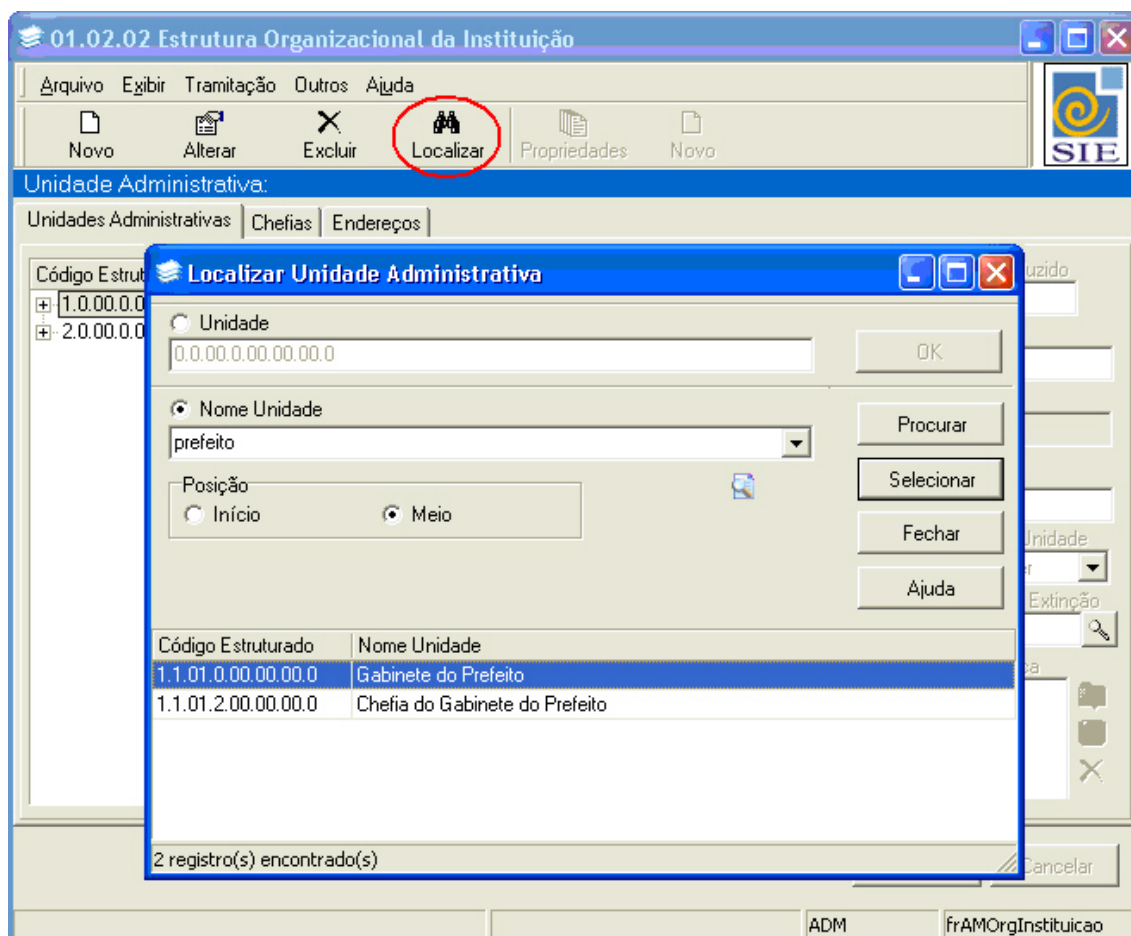 01.02.02 Estrutura Organizacional da Instituição
Arquivo Exibir Tramitação Outros Ajuda
Novo Alterar Excluir Localizar Propriedades Novo
SIE
Unidade Administrativa:
Unidades Administrativas Chefias Endereços
Código Estrut
uzido
1.0.00.0.0
2.0.00.0.0
Localizar Unidade Administrativa
Unidade
0.0.00.0.00.00.00.0
OK
Nome Unidade
prefeito
Procurar
Posição
Início Meio
Selecionar
Fechar
Ajuda
Unidade
Extinção
Código Estruturado Nome Unidade
1.1.01.0.00.00.00.0 Gabinete do Prefeito
1.1.01.2.00.00.00.0 Chefia do Gabinete do Prefeito
2 registro(s) encontrado(s)
Cancelar
ADM frAMOrgInstituicao